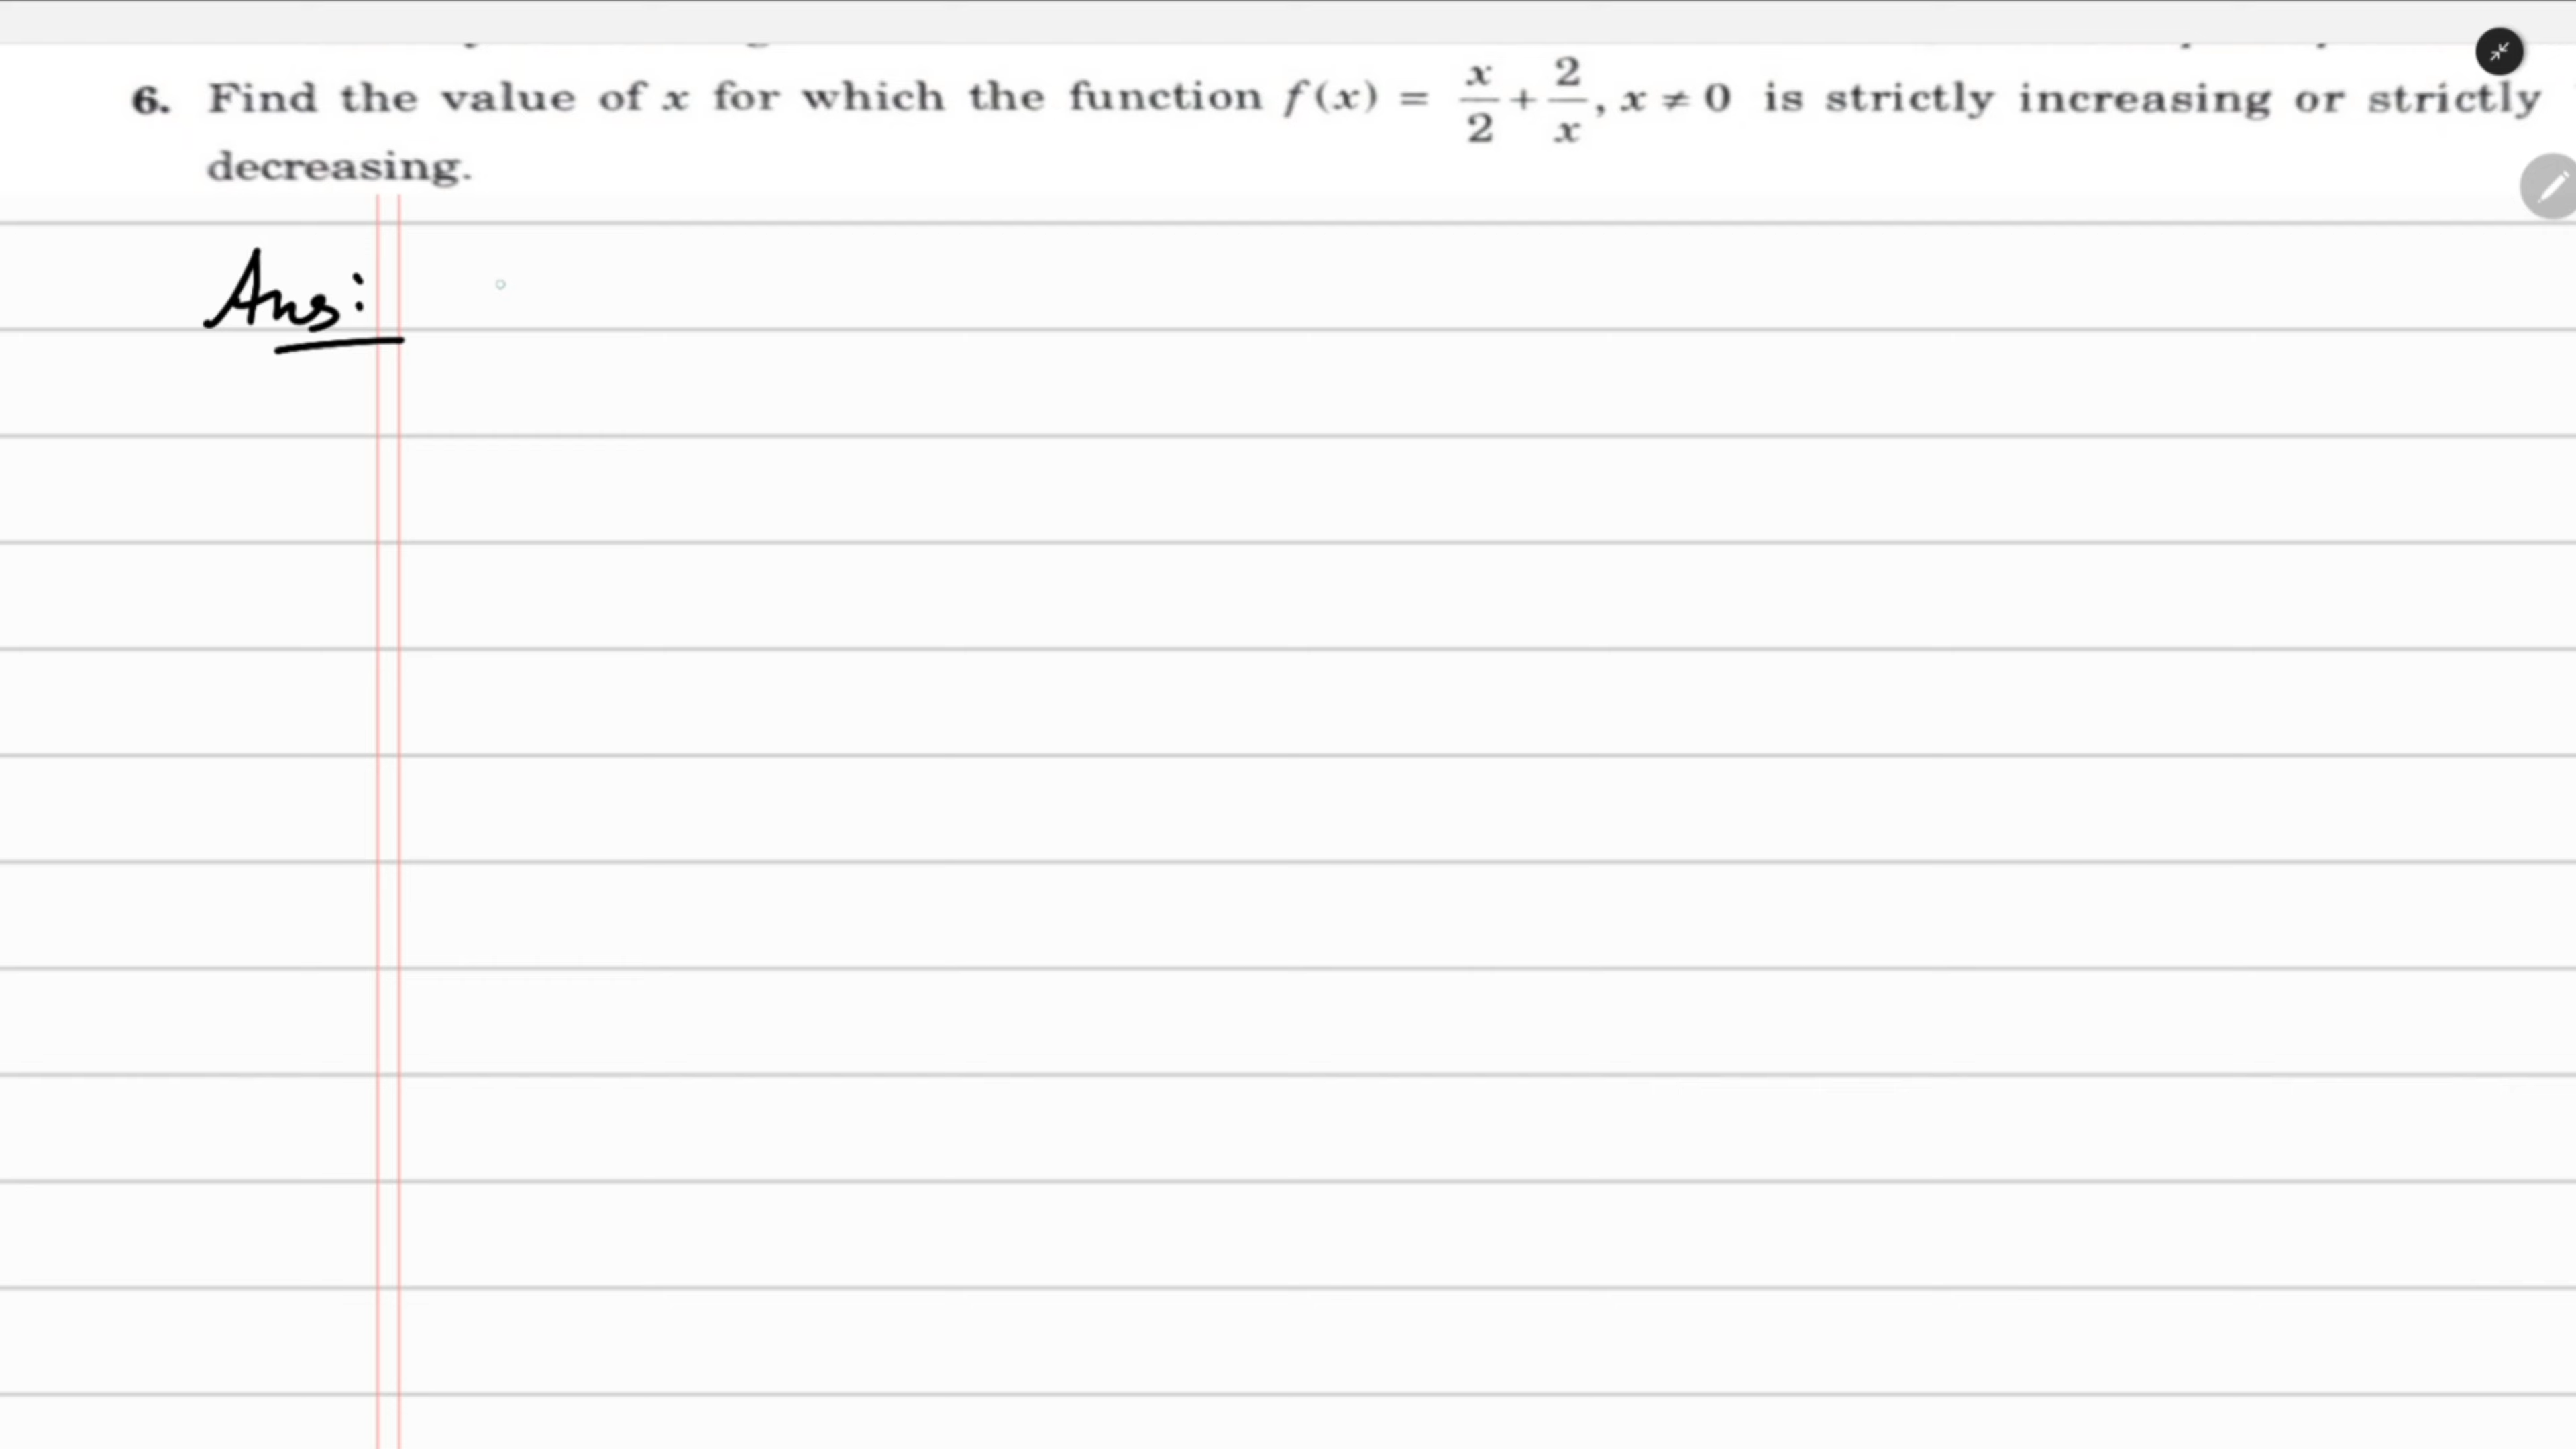 6. Find the value of x for which the function f(x) = x/2 + 2/x, x ≠ 0 is strictly increasing or strictly
decreasing.
Ans: